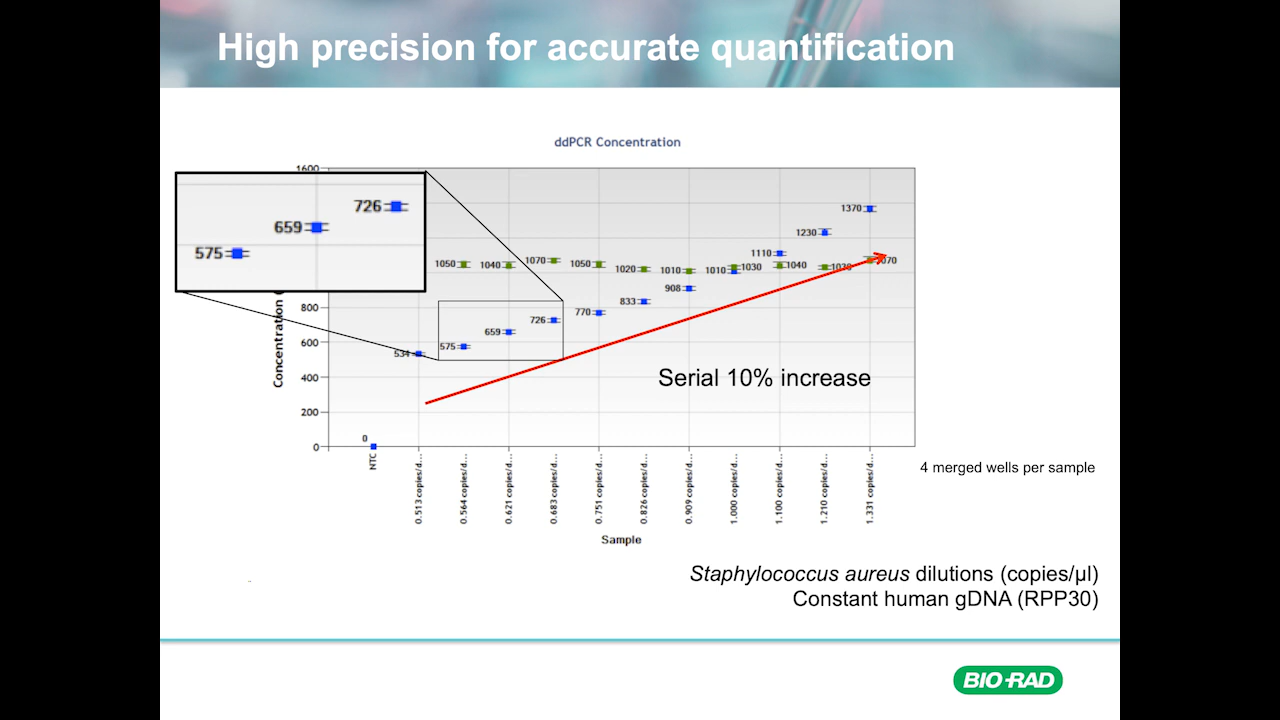 High precision for accurate quantification
ddPCR Concentration
1600
726
659
575
1050
1040
1070
1050
1020
1010
1010
1030
1040
1070
1370
1230
1110
908
833
770
726
659
575
534
0
800
600
400
200
0
Concentration (
Serial 10% increase
NTC
0.513 copies/d...
0.564 copies/d...
0.621 copies/d...
0.683 copies/d...
0.751 copies/d...
0.826 copies/d...
0.909 copies/d...
1.000 copies/d...
1.100 copies/d...
1.210 copies/d...
1.331 copies/d...
Sample
4 merged wells per sample
Staphylococcus aureus dilutions (copies/µl)
Constant human gDNA (RPP30)
BIO-RAD